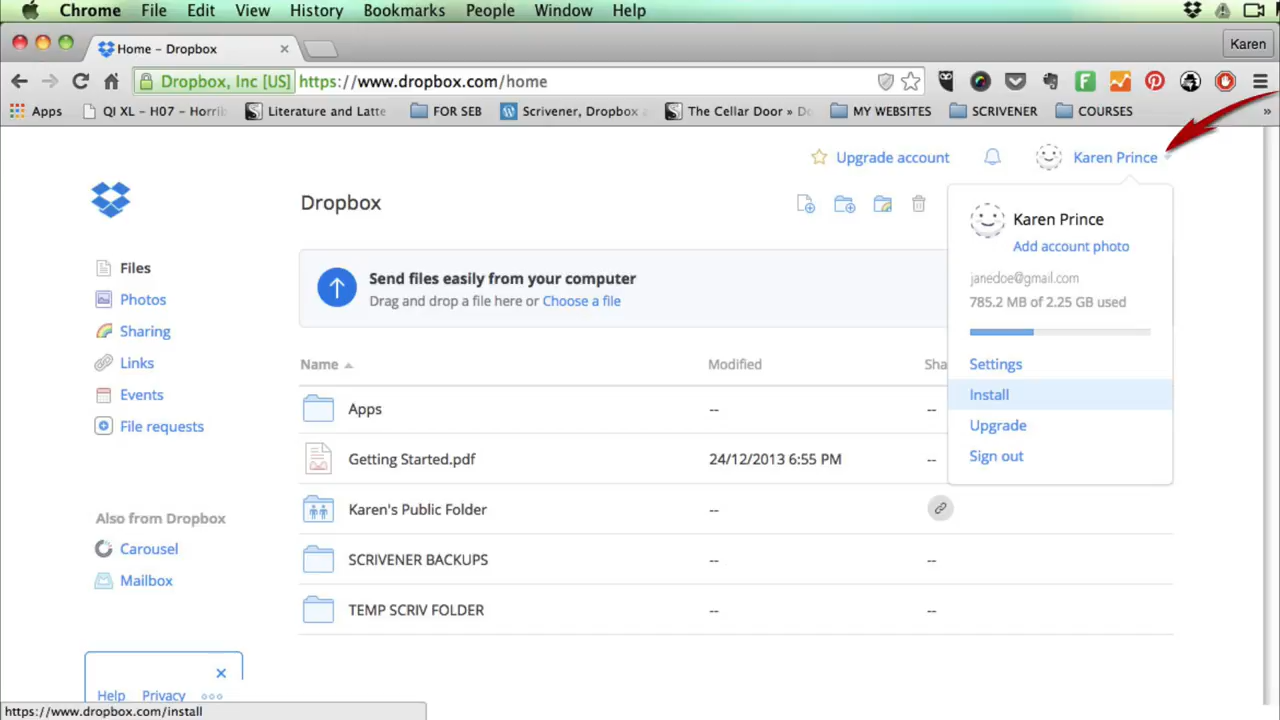 Chrome File Edit View History Bookmarks People Window Help
Home – Dropbox
Karen
Dropbox, Inc [US] https://www.dropbox.com/home
Apps QI XL – H07 – Horrib Literature and Latte FOR SEB Scrivener, Dropbox The Cellar Door » Do MY WEBSITES SCRIVENER COURSES »
Upgrade account Karen Prince
Dropbox
Karen Prince
Add account photo
janedoe@gmail.com
785.2 MB of 2.25 GB used
Settings
Install
Upgrade
Sign out
Files
Photos
Sharing
Links
Events
File requests
Send files easily from your computer
Drag and drop a file here or Choose a file
Name Modified Sha
Apps -- --
Getting Started.pdf 24/12/2013 6:55 PM --
Karen's Public Folder --
SCRIVENER BACKUPS -- --
TEMP SCRIV FOLDER -- --
Also from Dropbox
Carousel
Mailbox
Help Privacy
https://www.dropbox.com/install